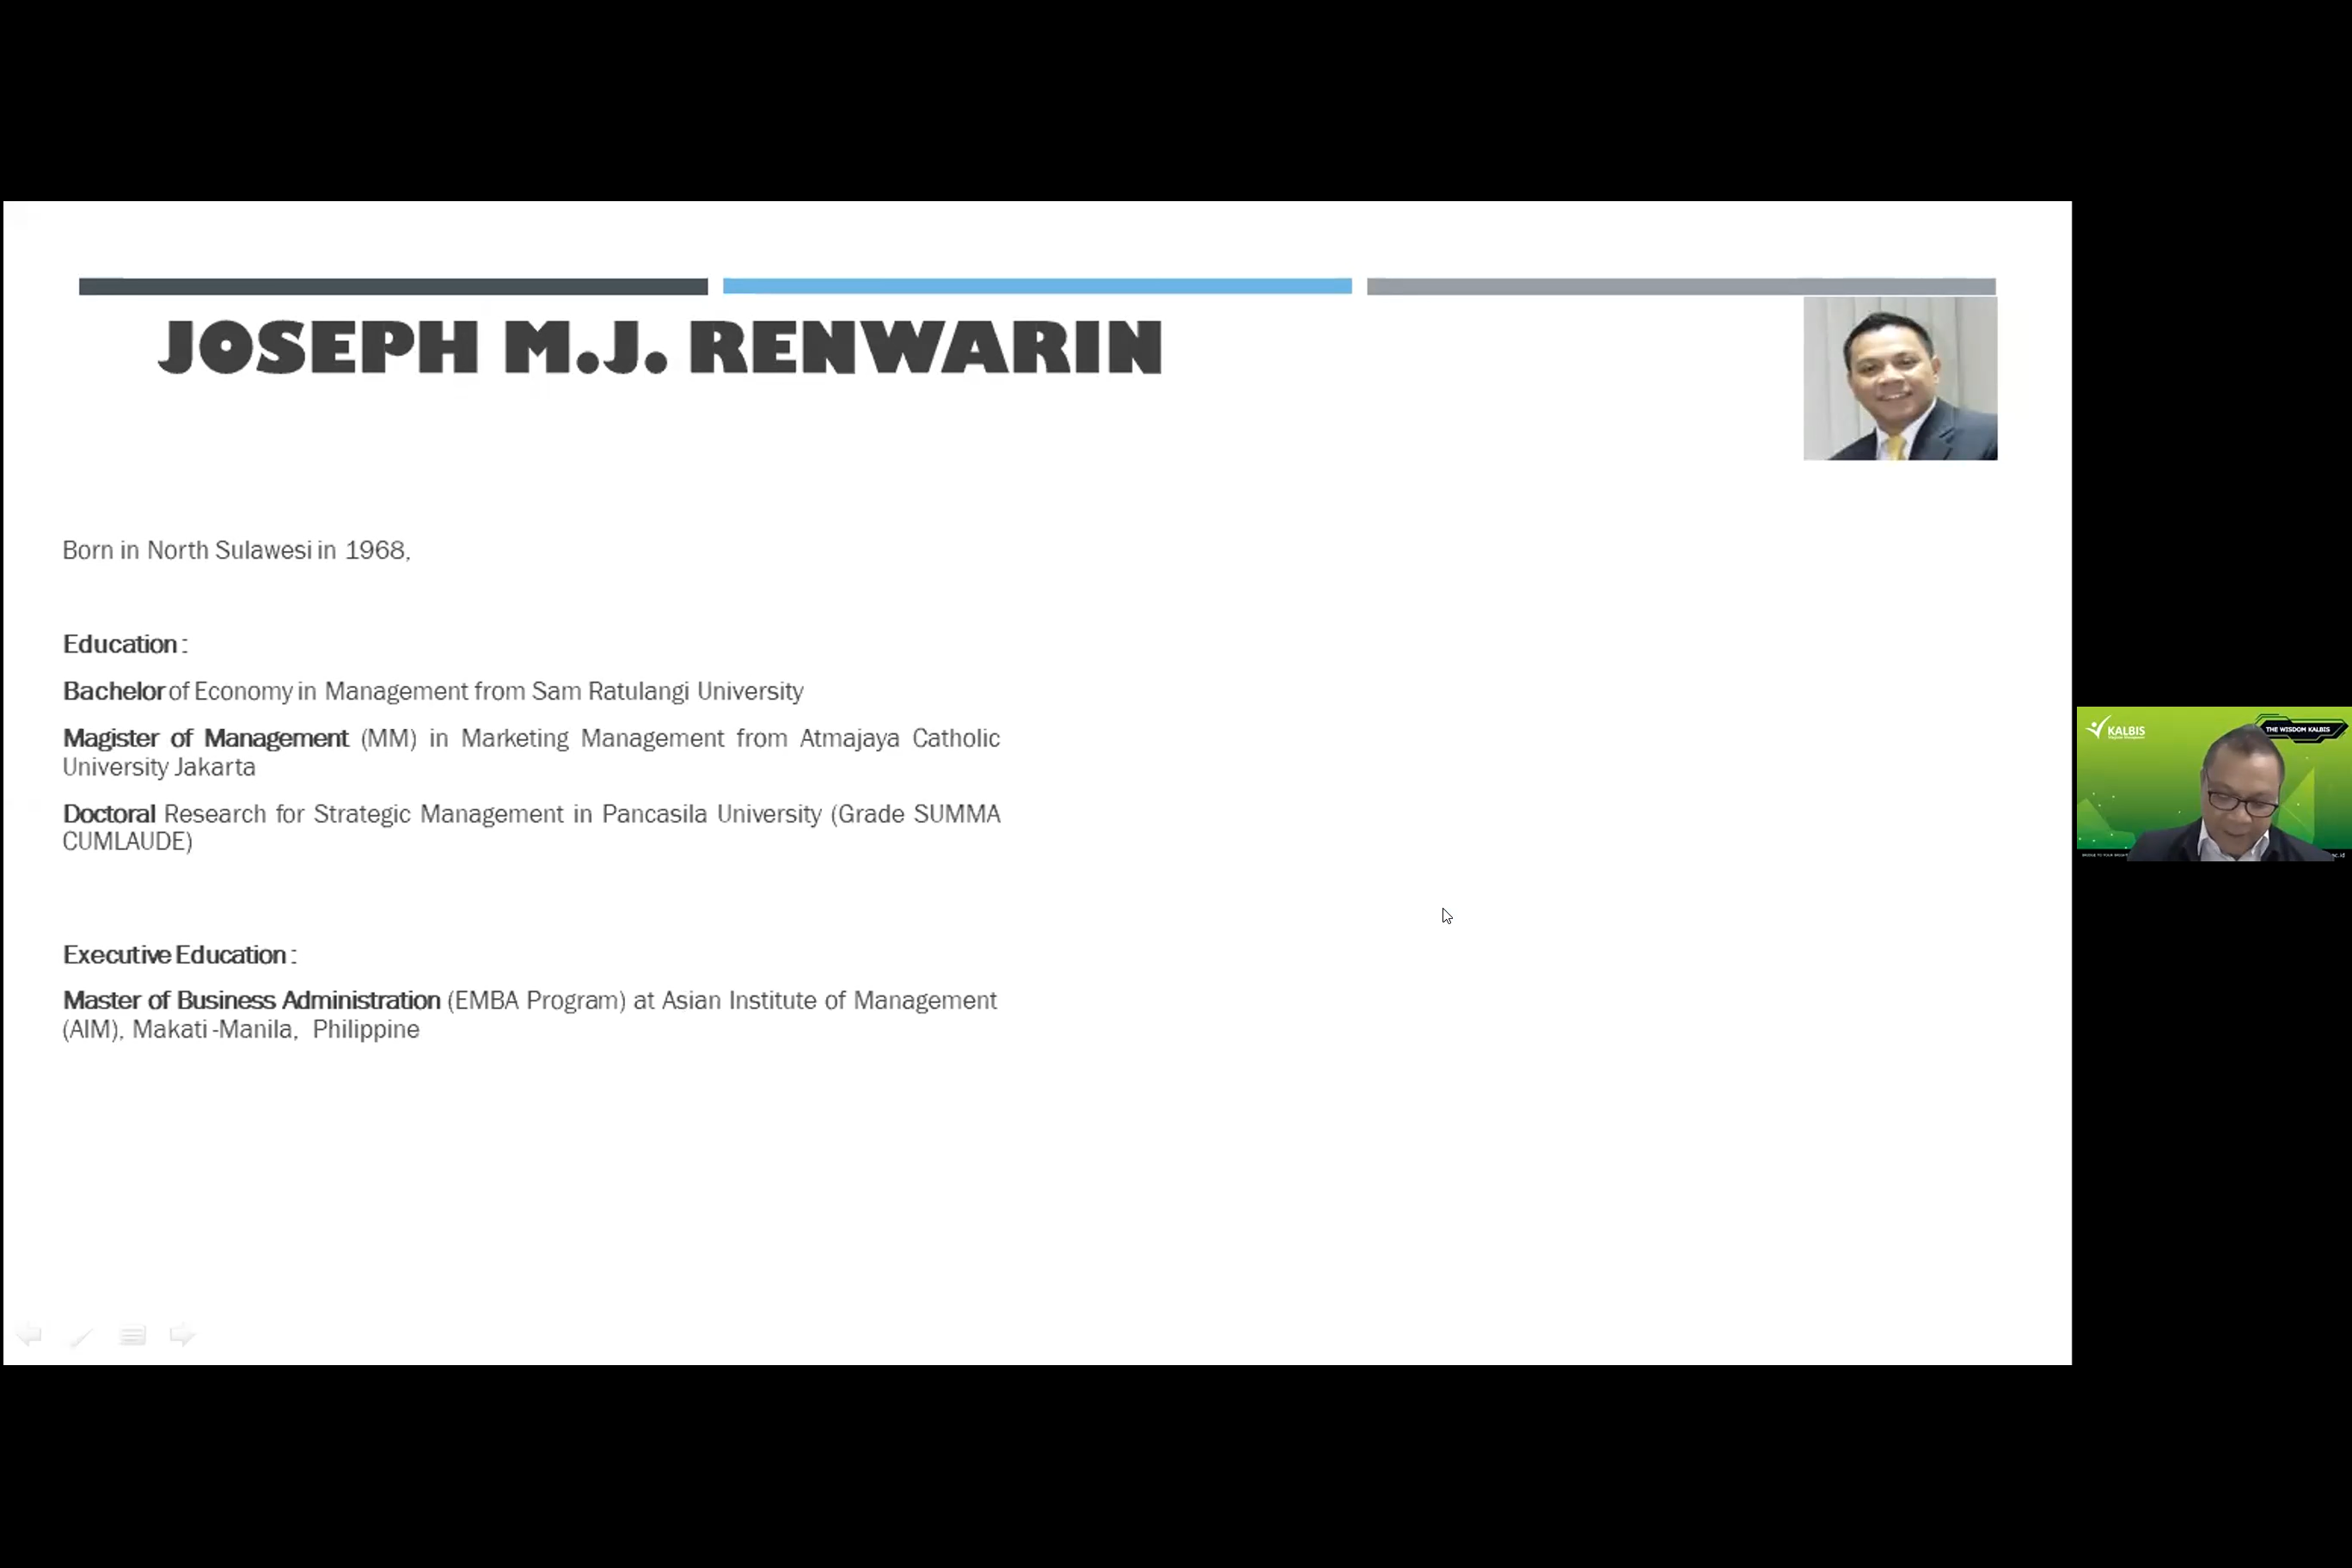 JOSEPH M.J. RENWARIN
Born in North Sulawesi in 1968,
Education :
Bachelor of Economy in Management from Sam Ratulangi University
Magister of Management (MM) in Marketing Management from Atmajaya Catholic
University Jakarta
Doctoral Research for Strategic Management in Pancasila University (Grade SUMMA
CUMLAUDE)
Executive Education :
Master of Business Administration (EMBA Program) at Asian Institute of Management
(AIM), Makati-Manila, Philippine
KALBIS
THE WISDOM KALBIS